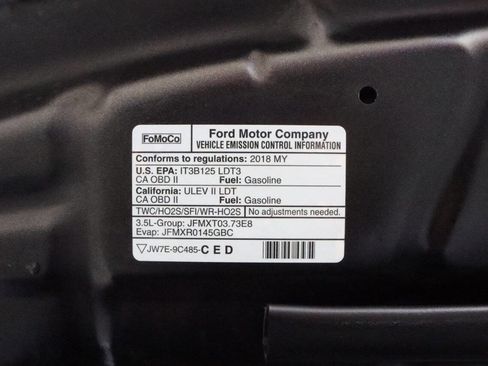 FoMoCo
Ford Motor Company
VEHICLE EMISSION CONTROL INFORMATION
Conforms to regulations: 2018 MY
U.S. EPA: IT3B125 LDT3
CA OBD II Fuel: Gasoline
California: ULEV II LDT
CA OBD II Fuel: Gasoline
TWC/HO2S/SFI/WR-HO2S No adjustments needed.
3.5L-Group: JFMXT03.73E8
Evap: JFMXR0145GBC
JW7E-9C485-CED